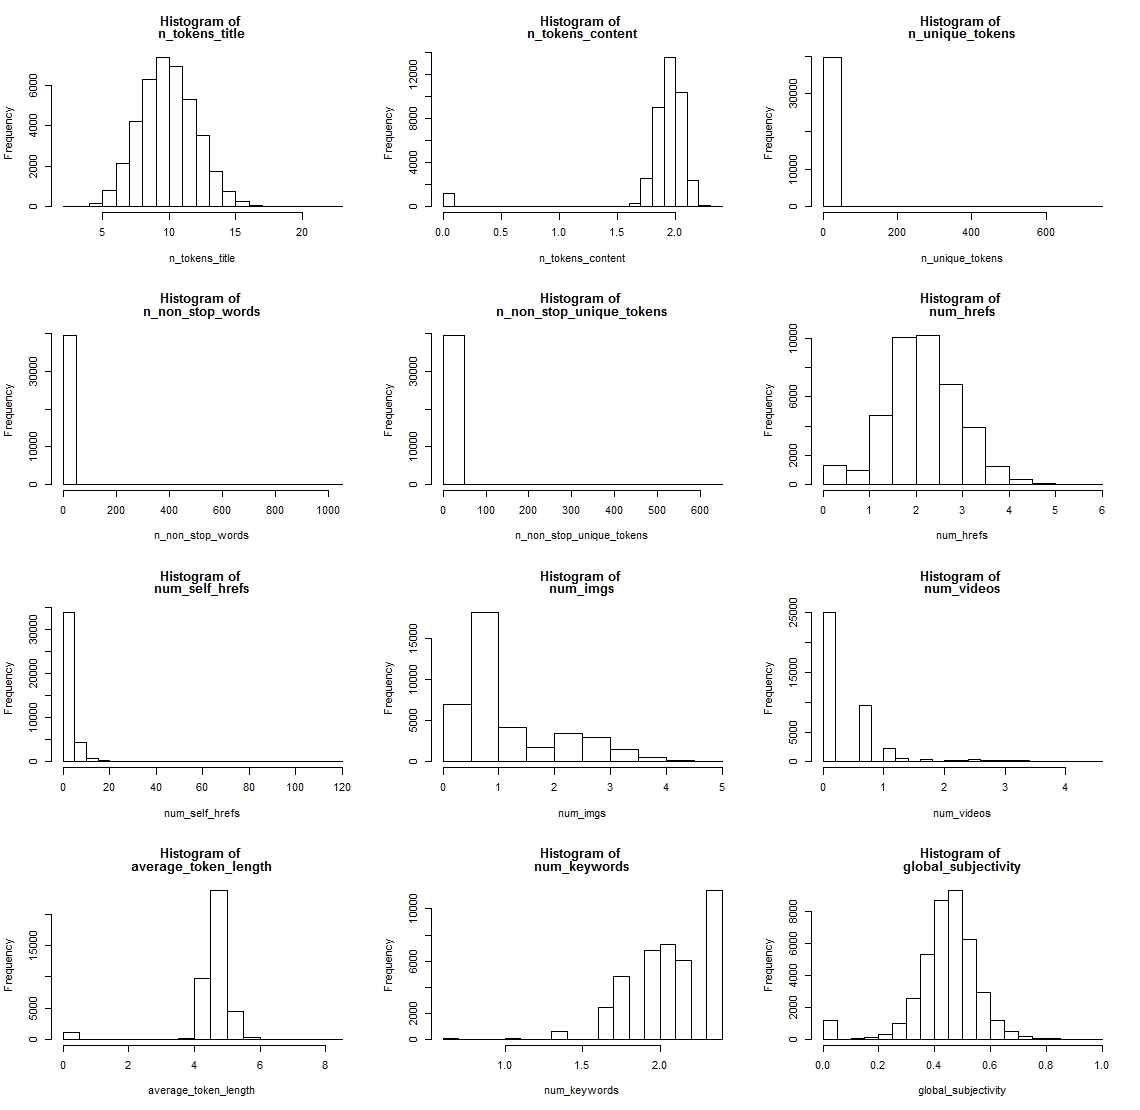 Histogram of
n_tokens_title
Frequency
0 2000 4000 6000
5 10 15 20
n_tokens_title
Histogram of
n_tokens_content
Frequency
0 4000 8000 12000
0.0 0.5 1.0 1.5 2.0
n_tokens_content
Histogram of
n_unique_tokens
Frequency
0 10000 30000
0 200 400 600
n_unique_tokens
Histogram of
n_non_stop_words
Frequency
0 10000 30000
0 200 400 600 800 1000
n_non_stop_words
Histogram of
n_non_stop_unique_tokens
Frequency
0 10000 30000
0 100 200 300 400 500 600
n_non_stop_unique_tokens
Histogram of
num_hrefs
Frequency
0 2000 6000 10000
0 1 2 3 4 5 6
num_hrefs
Histogram of
num_self_hrefs
Frequency
0 10000 20000 30000
0 20 40 60 80 100 120
num_self_hrefs
Histogram of
num_imgs
Frequency
0 5000 10000 15000
0 1 2 3 4 5
num_imgs
Histogram of
num_videos
Frequency
0 5000 15000 25000
0 1 2 3 4
num_videos
Histogram of
average_token_length
Frequency
0 5000 15000
0 2 4 6 8
average_token_length
Histogram of
num_keywords
Frequency
0 2000 6000 10000
1.0 1.5 2.0
num_keywords
Histogram of
global_subjectivity
Frequency
0 2000 4000 6000 8000
0.0 0.2 0.4 0.6 0.8 1.0
global_subjectivity